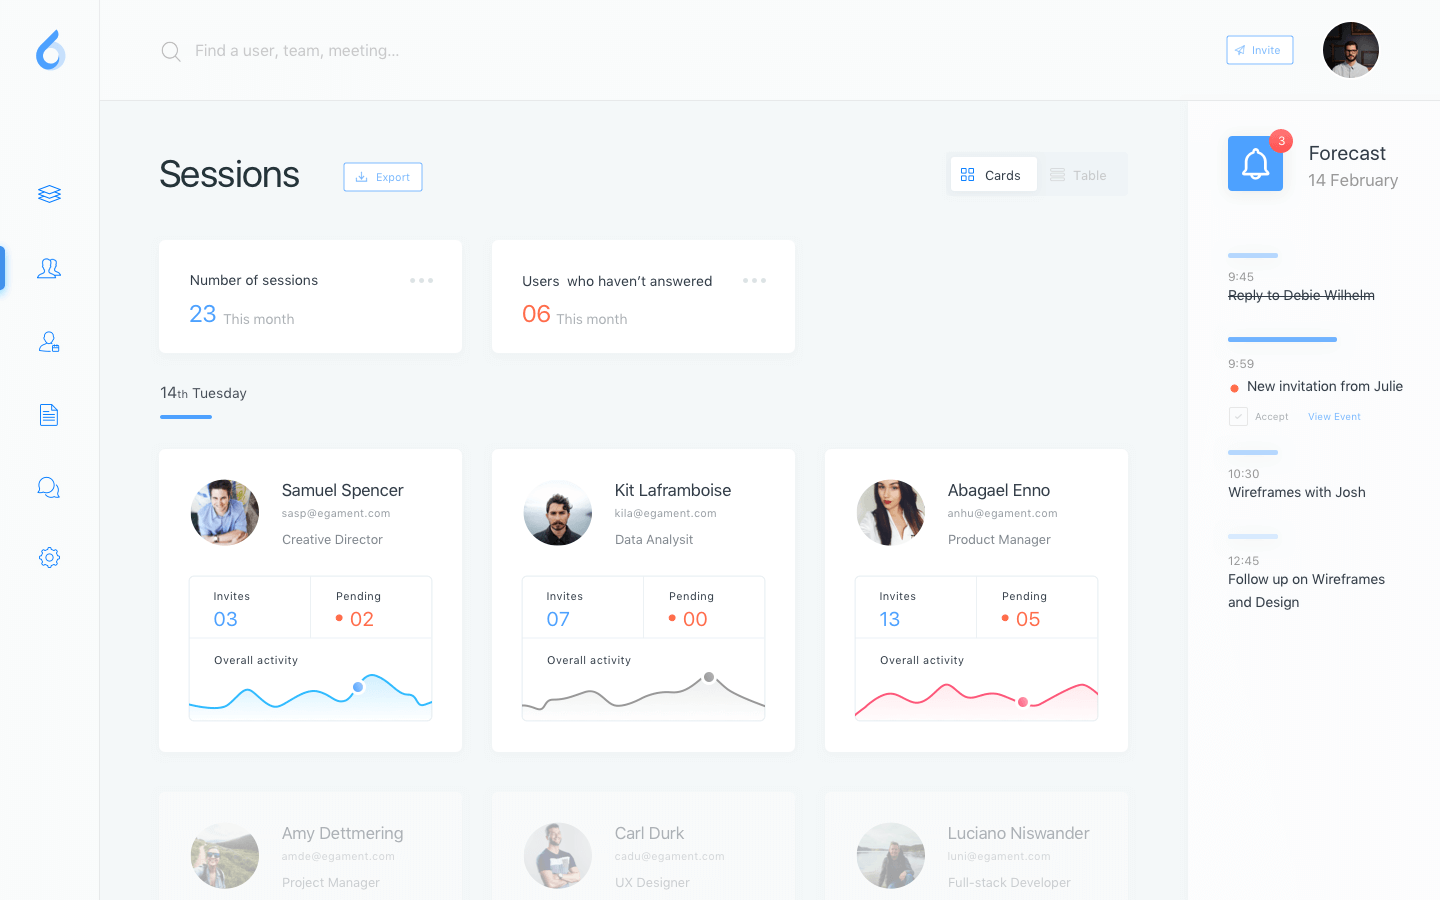 Find a user, team, meeting...
Invite
Sessions
Export
Cards
Table
3
Forecast
14 February
Number of sessions
23 This month
Users who haven't answered
06 This month
14th Tuesday
Samuel Spencer
sasp@egament.com
Creative Director
Invites
03
Pending
02
Overall activity
Kit Laframboise
kila@egament.com
Data Analysit
Invites
07
Pending
00
Overall activity
Abagael Enno
anhu@egament.com
Product Manager
Invites
13
Pending
05
Overall activity
Amy Dettmering
amde@egament.com
Project Manager
Carl Durk
cadu@egament.com
UX Designer
Luciano Niswander
luni@egament.com
Full-stack Developer
9:45
Reply to Debie Wilhelm
9:59
New invitation from Julie
Accept
View Event
10:30
Wireframes with Josh
12:45
Follow up on Wireframes
and Design